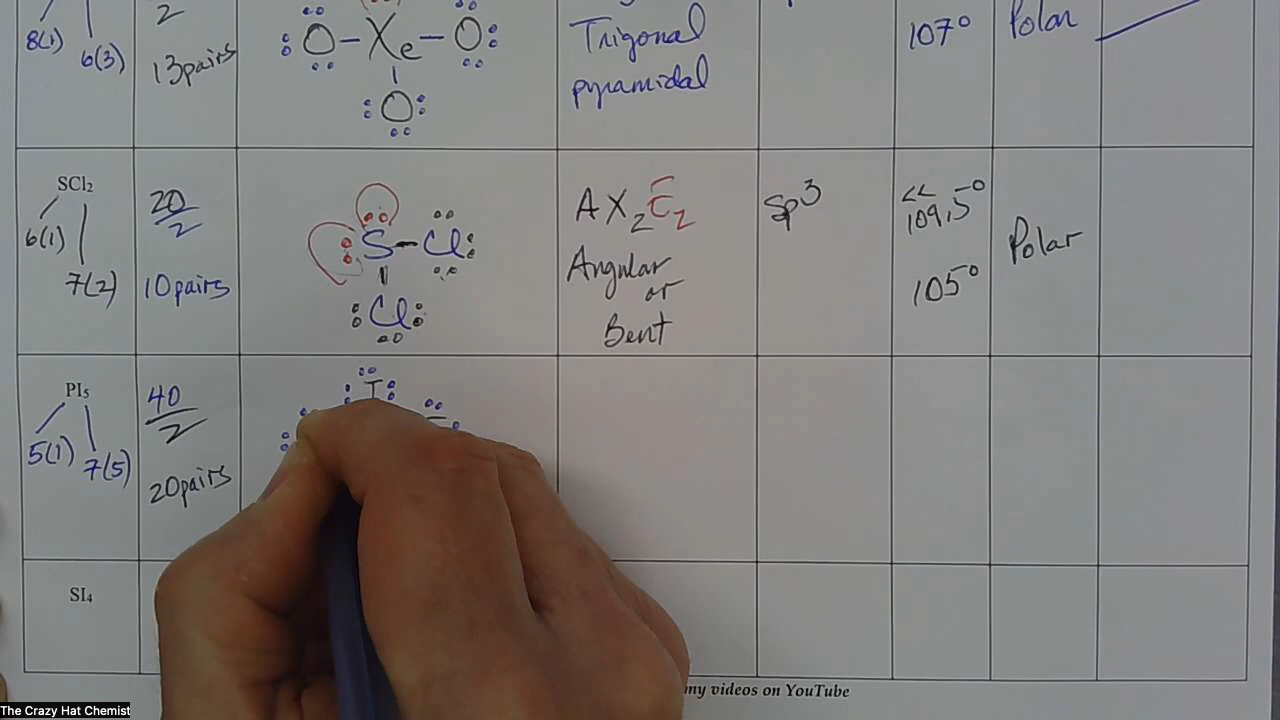 8(1)
6(3)
2
13pairs
O-Xe-O
O
Trigonal
pyramidal
107°
Polar
SCl₂
6(1)
7(2)
20
2
10pairs
S-Cl
Cl
AX₂E₂
Angular
or
Bent
sp³
<<
109.5°
105°
Polar
PI₅
5(1)
7(5)
40
2
20pairs
I
SI₄
my videos on YouTube
The Crazy Hat Chemist